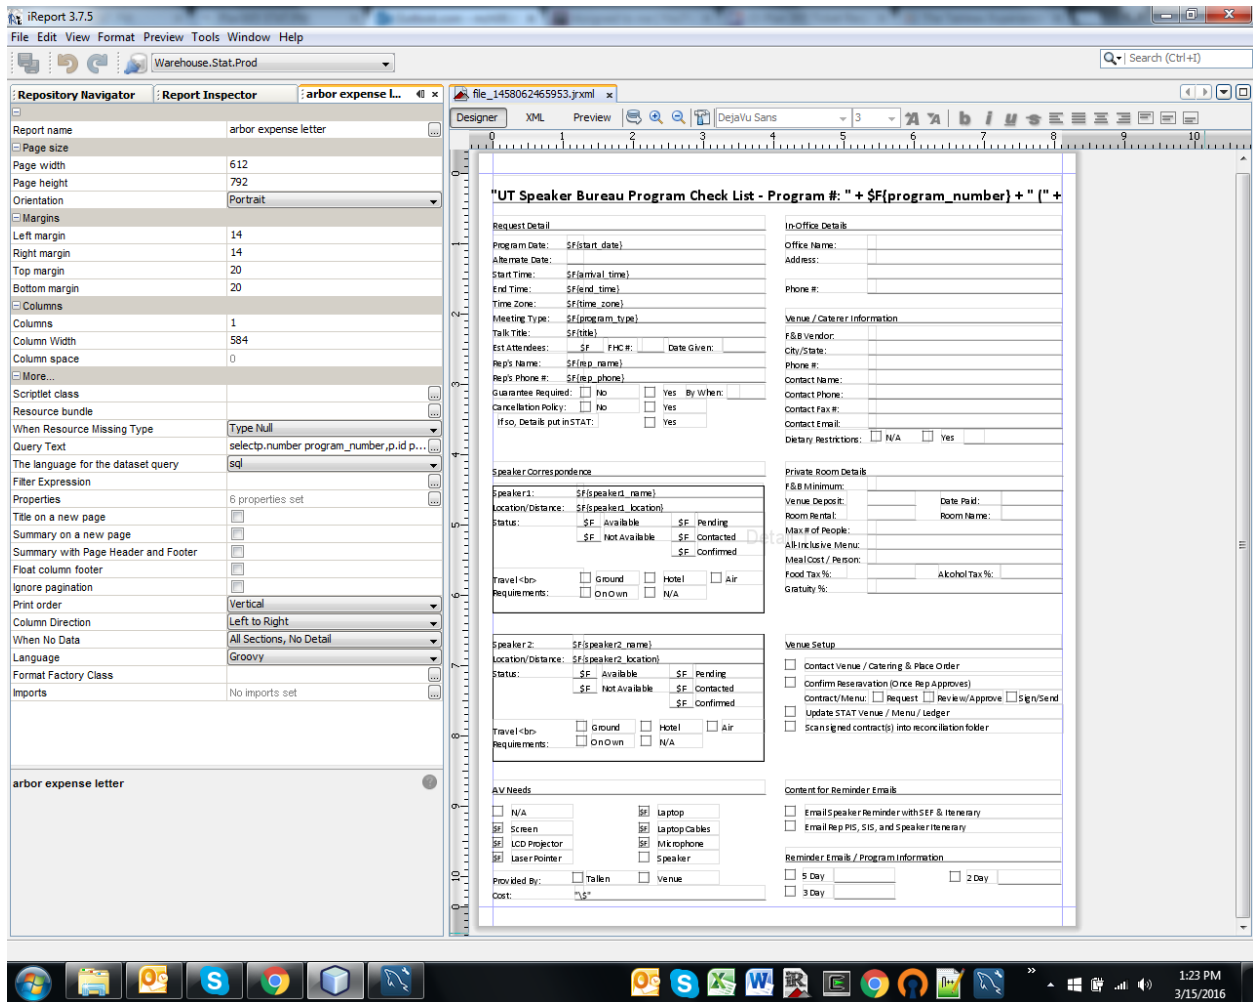 iReport 3.7.5
File Edit View Format Preview Tools Window Help
Warehouse.Stat.Prod
Search (Ctrl+I)
Repository Navigator Report Inspector arbor expense l...
Report name arbor expense letter
Page size
Page width 612
Page height 792
Orientation Portrait
Margins
Left margin 14
Right margin 14
Top margin 20
Bottom margin 20
Columns
Columns 1
Column Width 584
Column space 0
More...
Scriptlet class
Resource bundle
When Resource Missing Type Type Null
Query Text selectp.number program_number,p.id p...
The language for the dataset query sql
Filter Expression
Properties 6 properties set
Title on a new page
Summary on a new page
Summary with Page Header and Footer
Float column footer
Ignore pagination
Print order Vertical
Column Direction Left to Right
When No Data All Sections, No Detail
Language Groovy
Format Factory Class
Imports No imports set
arbor expense letter
file_1458062465953.jrxml
Designer XML Preview DejaVu Sans 3
0 1 2 3 4 5 6 7 8 9 10
"UT Speaker Bureau Program Check List - Program #: " + $F{program_number} + " (" +
Request Detail
Program Date: $F{start_date}
Alternate Date:
Start Time: $F{arrival_time}
End Time: $F{end_time}
Time Zone: $F{time_zone}
Meeting Type: $F{program_type}
Talk Title: $F{title}
Est Attendees: $F FHC #: Date Given:
Rep's Name: $F{rep_name}
Rep's Phone #: $F{rep_phone}
Guarantee Required: No Yes By When:
Cancellation Policy: No Yes
If so, Details put in STAT: Yes
In-Office Details
Office Name:
Address:
Phone #:
Venue / Caterer Information
F&B Vendor:
City/State:
Phone #:
Contact Name:
Contact Phone:
Contact Fax #:
Contact Email:
Dietary Restrictions: N/A Yes
Speaker Correspondence
Speaker1: $F{speaker1_name}
Location/Distance: $F{speaker1_location}
Status: $F Available $F Pending
$F Not Available $F Contacted
$F Confirmed
Travel <br> Ground Hotel Air
Requirements: On Own N/A
Private Room Details
F&B Minimum:
Venue Deposit: Date Paid:
Room Rental: Room Name:
Max # of People:
All-Inclusive Menu:
Meal Cost / Person:
Food Tax %: Alcohol Tax %:
Gratuity %:
Speaker 2: $F{speaker2_name}
Location/Distance: $F{speaker2_location}
Status: $F Available $F Pending
$F Not Available $F Contacted
$F Confirmed
Travel <br> Ground Hotel Air
Requirements: On Own N/A
Venue Setup
Contact Venue / Catering & Place Order
Confirm Reseravation (Once Rep Approves)
Contract/Menu: Request Review/Approve Sign/Send
Update STAT Venue / Menu / Ledger
Scan signed contract(s) into reconciliation folder
AV Needs
N/A $F Laptop
$F Screen $F Laptop Cables
$F LCD Projector $F Microphone
$F Laser Pointer Speaker
Provided By: Tallen Venue
Cost: "\$"
Content for Reminder Emails
Email Speaker Reminder with SEF & Itenerary
Email Rep PIS, SIS, and Speaker Itenerary
Reminder Emails / Program Information
5 Day 2 Day
3 Day
1:23 PM
3/15/2016